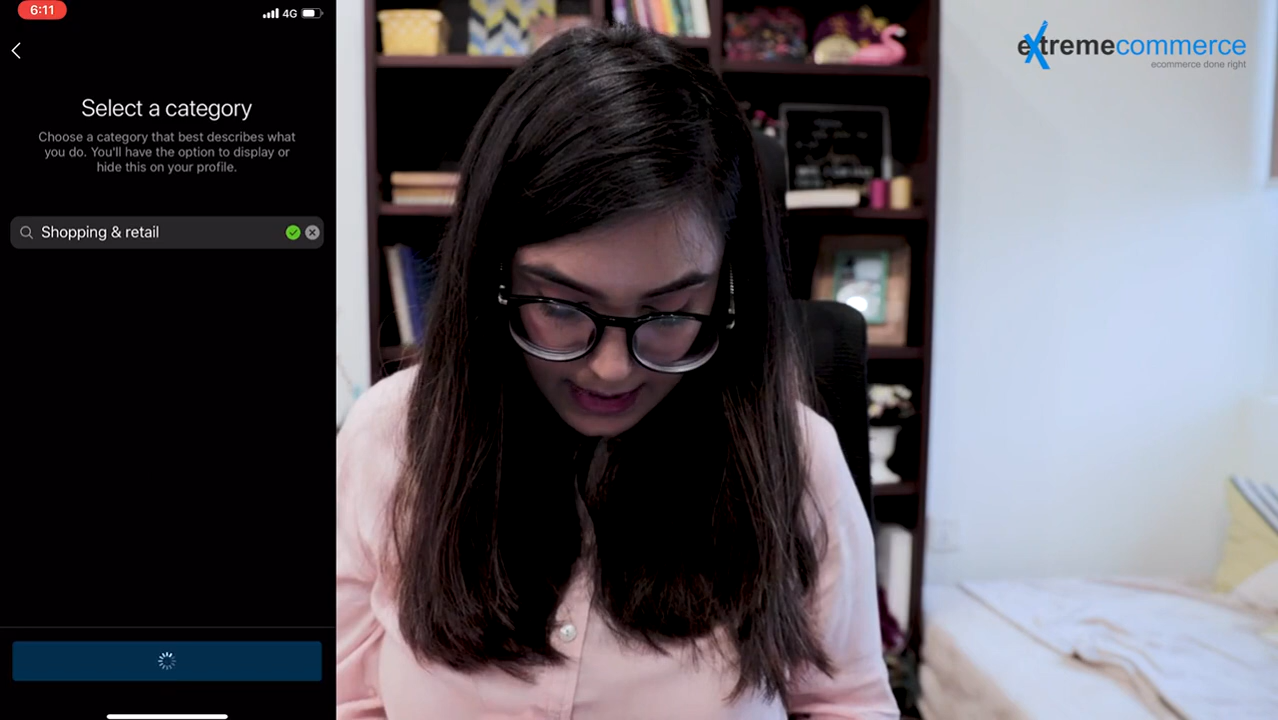 6:11
4G
Select a category
Choose a category that best describes what
you do. You'll have the option to display or
hide this on your profile.
Shopping & retail
extremecommerce
ecommerce done right